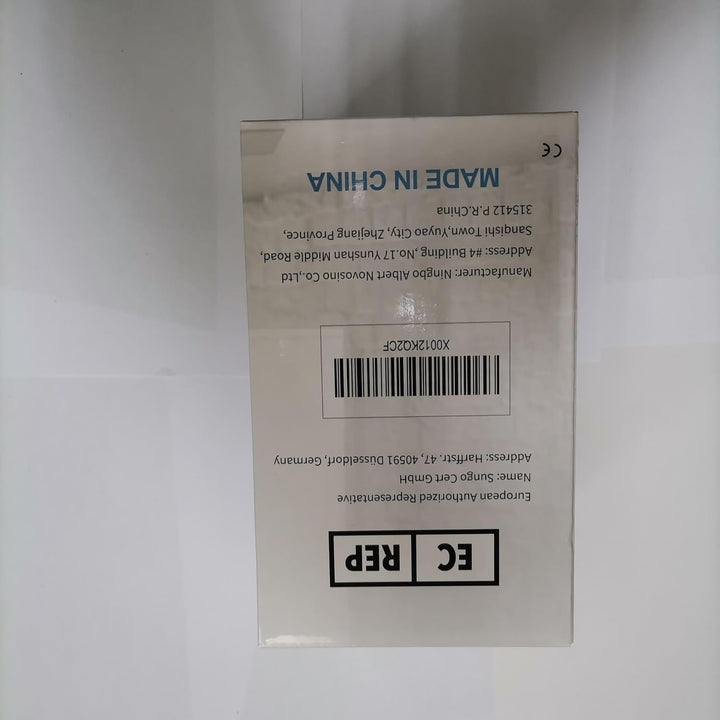 EC REP
European Authorized Representative
Name: Sungo Cert GmbH
Address: Harffstr. 47, 40591 Düsseldorf, Germany
X0012KQ2CF
Manufacturer: Ningbo Albert Novosino Co.,Ltd
Address: #4 Building ,No.17 Yunshan Middle Road,
Sanqishi Town,Yuyao City, Zhejiang Province,
315412 P.R.China
MADE IN CHINA
CE